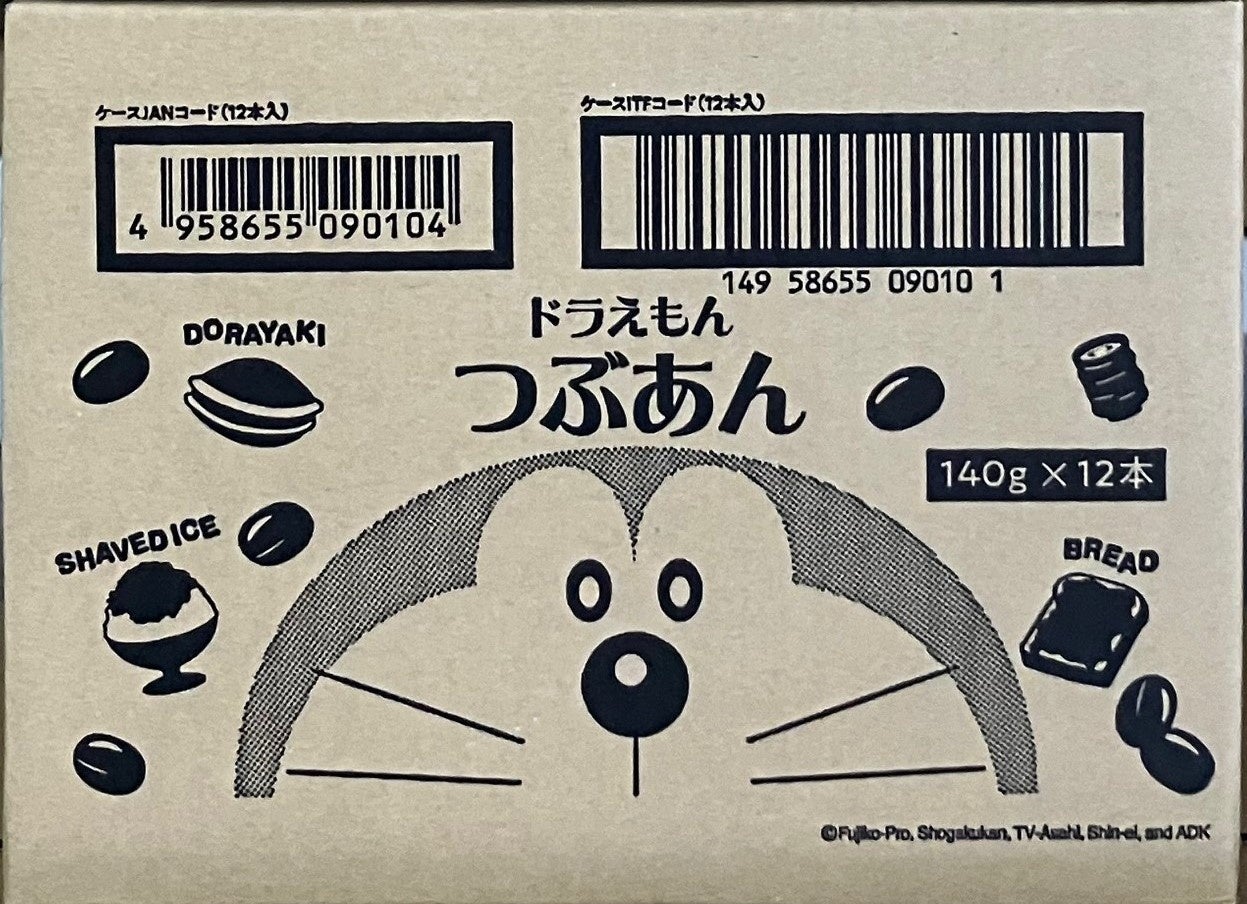 ケースJANコード(12本入)
ケースITFコード(12本入)
4 958655 090104
149 58655 09010 1
ドラえもん
つぶあん
DORAYAKI
140g×12本
SHAVED ICE
BREAD
©Fujiko-Pro, Shogakukan, TV-Asahi, Shin-ei, and ADK